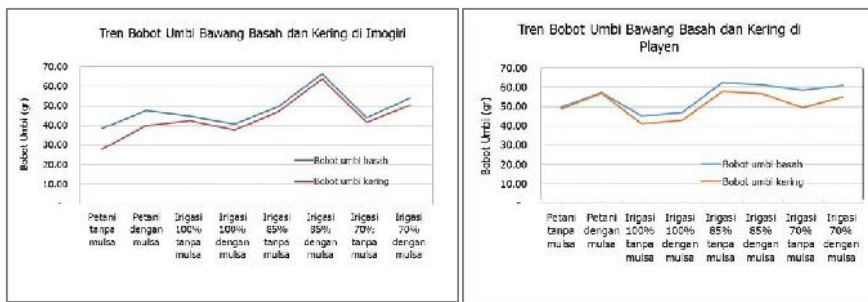 Tren Bobot Umbi Bawang Basah dan Kering di Imogiri
70.00
60.00
50.00
40.00
30.00
20.00
10.00
-
Bobot Umbi (gr)
Bobot umbi basah
Bobot umbi kering
Petani tanpa mulsa
Petani dengan mulsa
Irigasi 100% tanpa mulsa
Irigasi 100% dengan mulsa
Irigasi 85% tanpa mulsa
Irigasi 85% dengan mulsa
Irigasi 70% tanpa mulsa
Irigasi 70% dengan mulsa
Tren Bobot Umbi Bawang Basah dan Kering di
Playen
70.00
60.00
50.00
40.00
30.00
20.00
10.00
-
Bobot Umbi (gr)
Bobot umbi basah
Bobot umbi kering
Petani tanpa mulsa
Petani dengan mulsa
Irigasi 100% tanpa mulsa
Irigasi 100% dengan mulsa
Irigasi 85% tanpa mulsa
Irigasi 85% dengan mulsa
Irigasi 70% tanpa mulsa
Irigasi 70% dengan mulsa